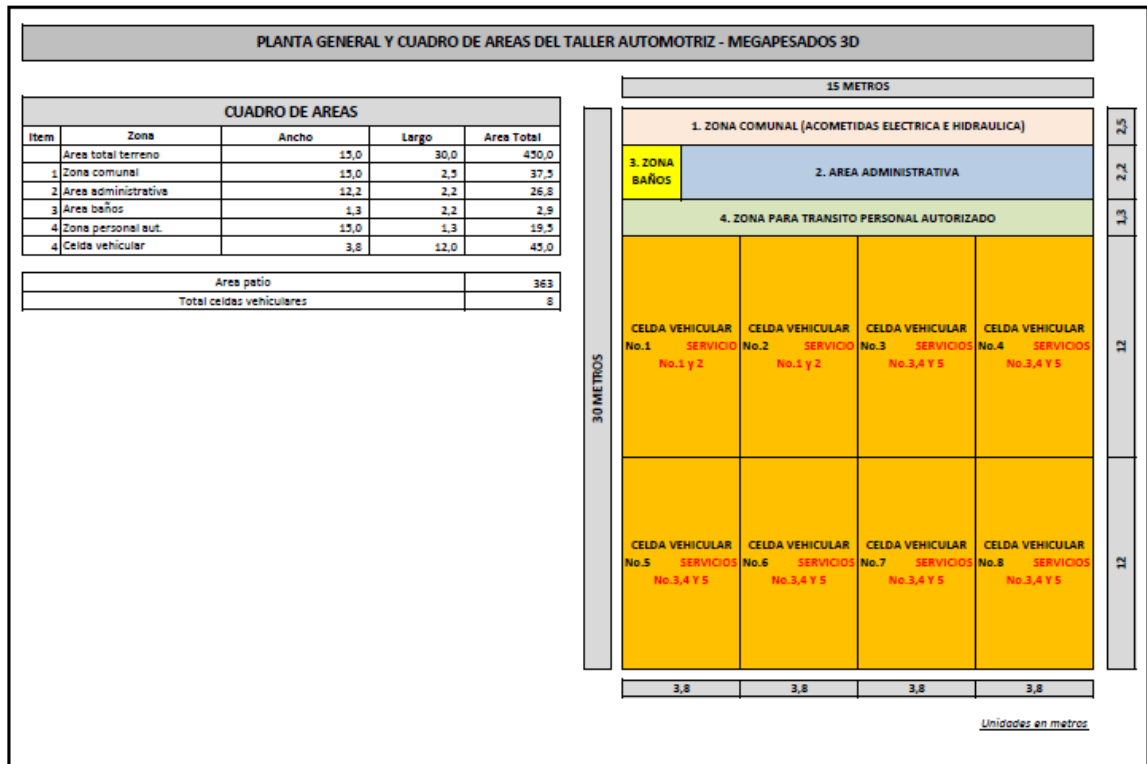 PLANTA GENERAL Y CUADRO DE AREAS DEL TALLER AUTOMOTRIZ - MEGAPESADOS 3D
CUADRO DE AREAS
Item Zona Ancho Largo Area Total
Area total terreno 15,0 30,0 450,0
1 Zona comunal 15,0 2,5 37,5
2 Area administrativa 12,2 2,2 26,8
3 Area baños 1,3 2,2 2,9
4 Zona personal aut. 15,0 1,3 19,5
4 Celda vehicular 3,8 12,0 45,0
Area patio 363
Total celdas vehiculares 8
15 METROS
30 METROS
1. ZONA COMUNAL (ACOMETIDAS ELECTRICA E HIDRAULICA)
2,5
3. ZONA
BAÑOS
2. AREA ADMINISTRATIVA
2,2
4. ZONA PARA TRANSITO PERSONAL AUTORIZADO
1,3
CELDA VEHICULAR
No.1 SERVICIO
No.1 y 2
CELDA VEHICULAR
No.2 SERVICIO
No.1 y 2
CELDA VEHICULAR
No.3 SERVICIOS
No.3,4 Y 5
CELDA VEHICULAR
No.4 SERVICIOS
No.3,4 Y 5
12
CELDA VEHICULAR
No.5 SERVICIOS
No.3,4 Y 5
CELDA VEHICULAR
No.6 SERVICIOS
No.3,4 Y 5
CELDA VEHICULAR
No.7 SERVICIOS
No.3,4 Y 5
CELDA VEHICULAR
No.8 SERVICIOS
No.3,4 Y 5
12
3,8 3,8 3,8 3,8
Unidades en metros